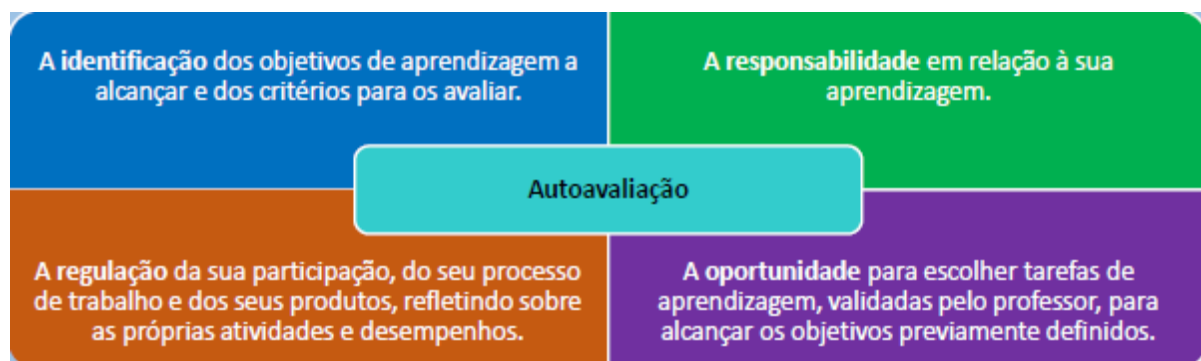 A identificação dos objetivos de aprendizagem a
alcançar e dos critérios para os avaliar.
A responsabilidade em relação à sua
aprendizagem.
Autoavaliação
A regulação da sua participação, do seu processo
de trabalho e dos seus produtos, refletindo sobre
as próprias atividades e desempenhos.
A oportunidade para escolher tarefas de
aprendizagem, validadas pelo professor, para
alcançar os objetivos previamente definidos.